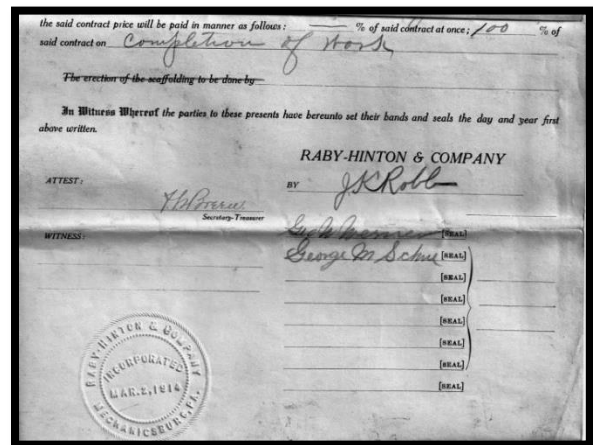 the said contract price will be paid in manner as follows: % of said contract at once; 100 % of
said contract on Completion of Work
The erection of the scaffolding to be done by
In Witness Whereof the parties to these presents have hereunto set their hands and seals the day and year first
above written.
RABY-HINTON & COMPANY
ATTEST:
BY J K Robb
Secretary-Treasurer
WITNESS:
[SEAL]
George M [SEAL]
[SEAL]
[SEAL]
[SEAL]
[SEAL]
[SEAL]
[SEAL]
RABY-HINTON & COMPANY
INCORPORATED
MAR. 2, 1914
MECHANICSBURG, PA.